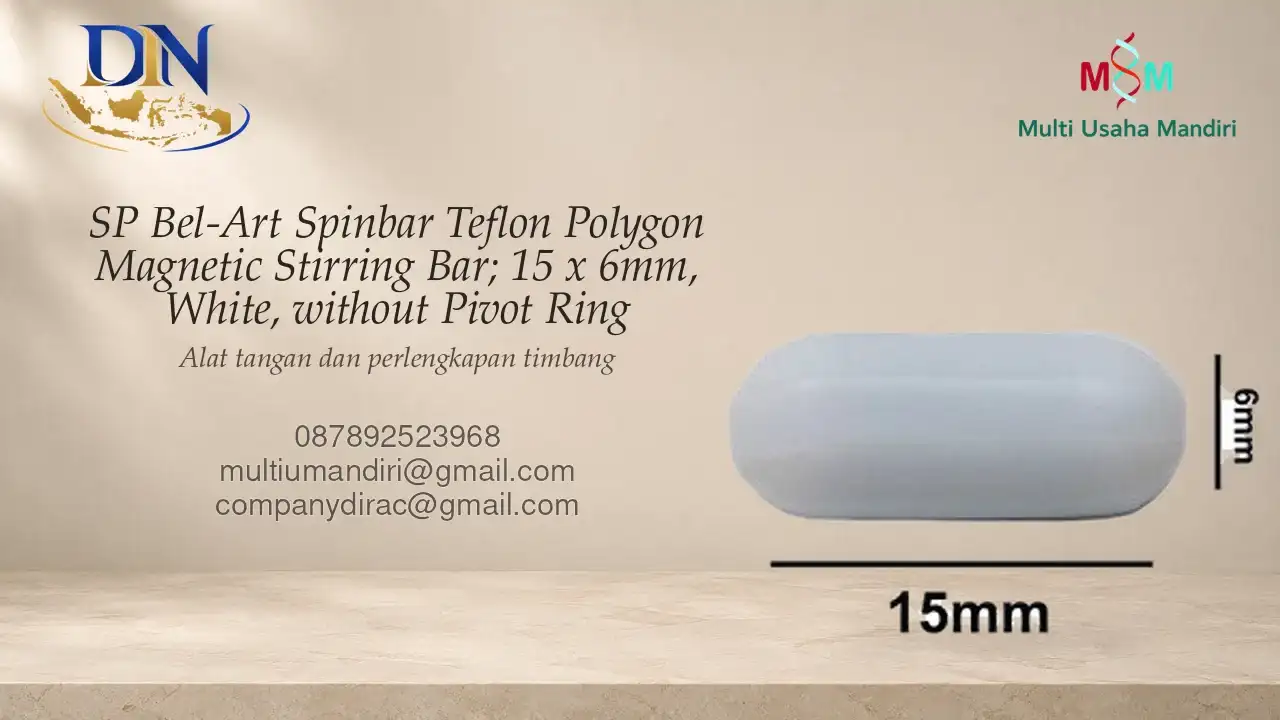 DN
M M
Multi Usaha Mandiri
SP Bel-Art Spinbar Teflon Polygon
Magnetic Stirring Bar; 15 x 6mm,
White, without Pivot Ring
Alat tangan dan perlengkapan timbang
087892523968
multiumandiri@gmail.com
companydirac@gmail.com
6mm
15mm